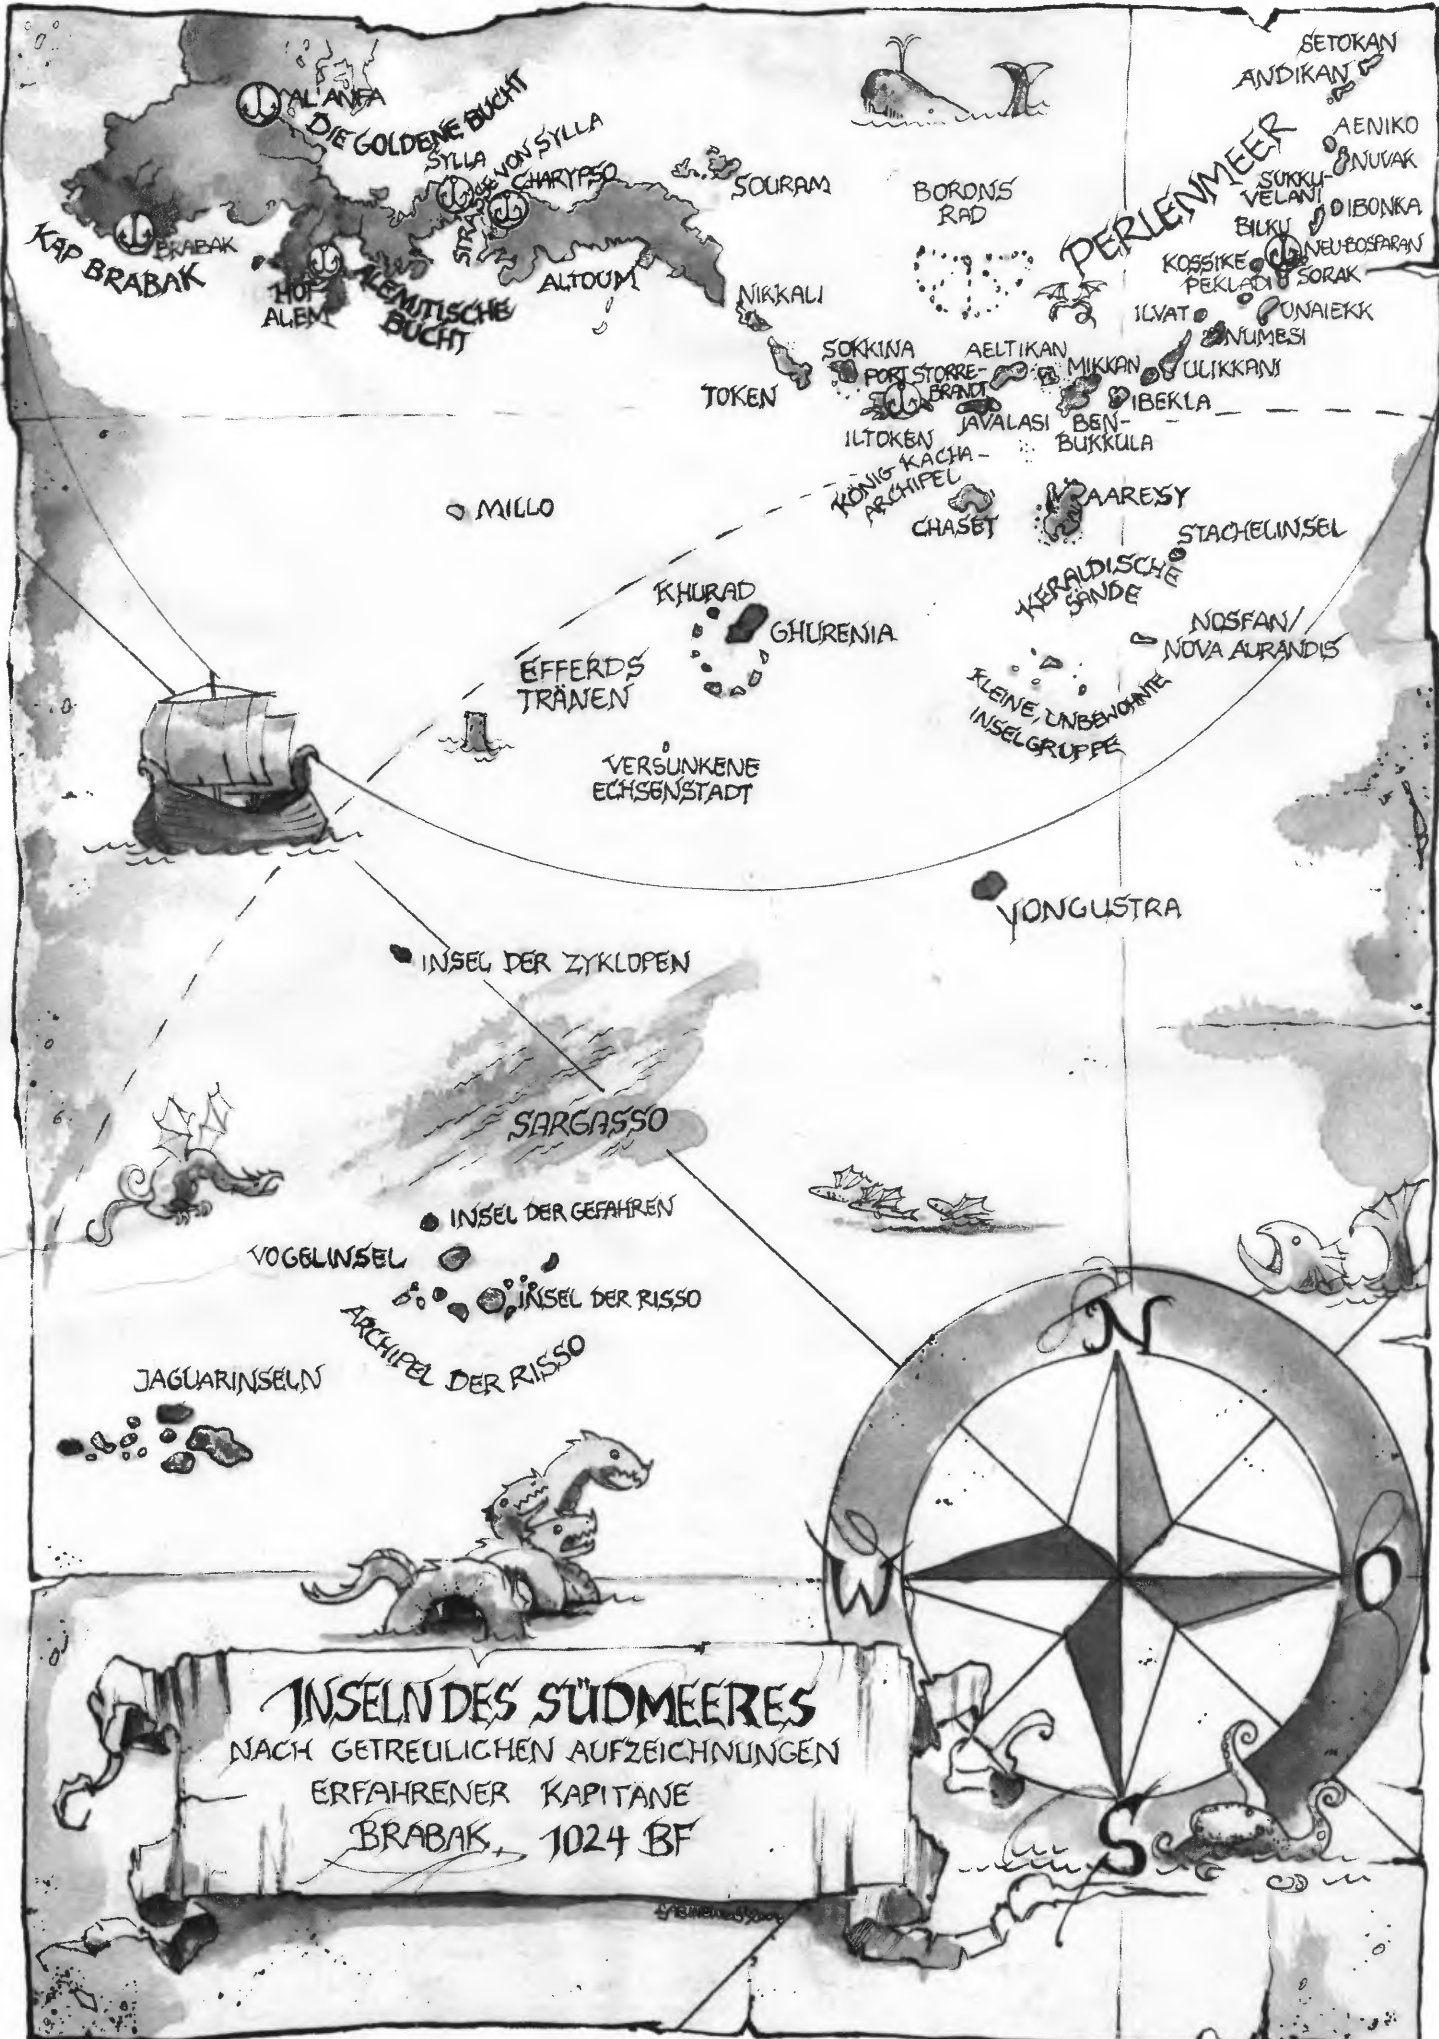 SETOKAN
ANDIKAN
AL'ANFA
DIE GOLDENE BUCHT
AENIKO
NUVAK
SYLLA
STRASSE VON SYLLA
CHARYPSO
SOURAM
BORONS
RAD
PERLENMEER
SUKKU-
VELANI
IBONKA
BILKU
NEU-BOSPARAN
KAP BRABAK
BRABAK
KOSSIKE
SORAK
PEKLADI
HOT
ALEM
ALEMITISCHE
BUCHT
ALTOUM
NIKKALI
ILVAT
UNAIEKK
NUMESI
TOKEN
SOKKINA
PORT STORRE-
BRANDT
AELTIKAN
MIKKAN
ULIKKANI
ILTOKEN
JAVALASI
BEN-
BUKKULA
IBEKLA
KÖNIG KACHA-
ARCHIPEL
CHASET
MAARESY
MILLO
STACHELINSEL
KERALDISCHE
SÄNDE
KHURAD
GHURENIA
NOSFAN/
NOVA AURANDIS
EFFERDS
TRÄNEN
KLEINE, UNBEWOHNTE
INSELGRUPPE
VERSUNKENE
ECHSENSTADT
YONGUSTRA
INSEL DER ZYKLOPEN
SARGASSO
INSEL DER GEFAHREN
VOGELINSEL
INSEL DER RISSO
ARCHIPEL DER RISSO
JAGUARINSELN
N
W
O
S
INSELN DES SÜDMEERES
NACH GETREULICHEN AUFZEICHNUNGEN
ERFAHRENER KAPITÄNE
BRABAK, 1024 BF